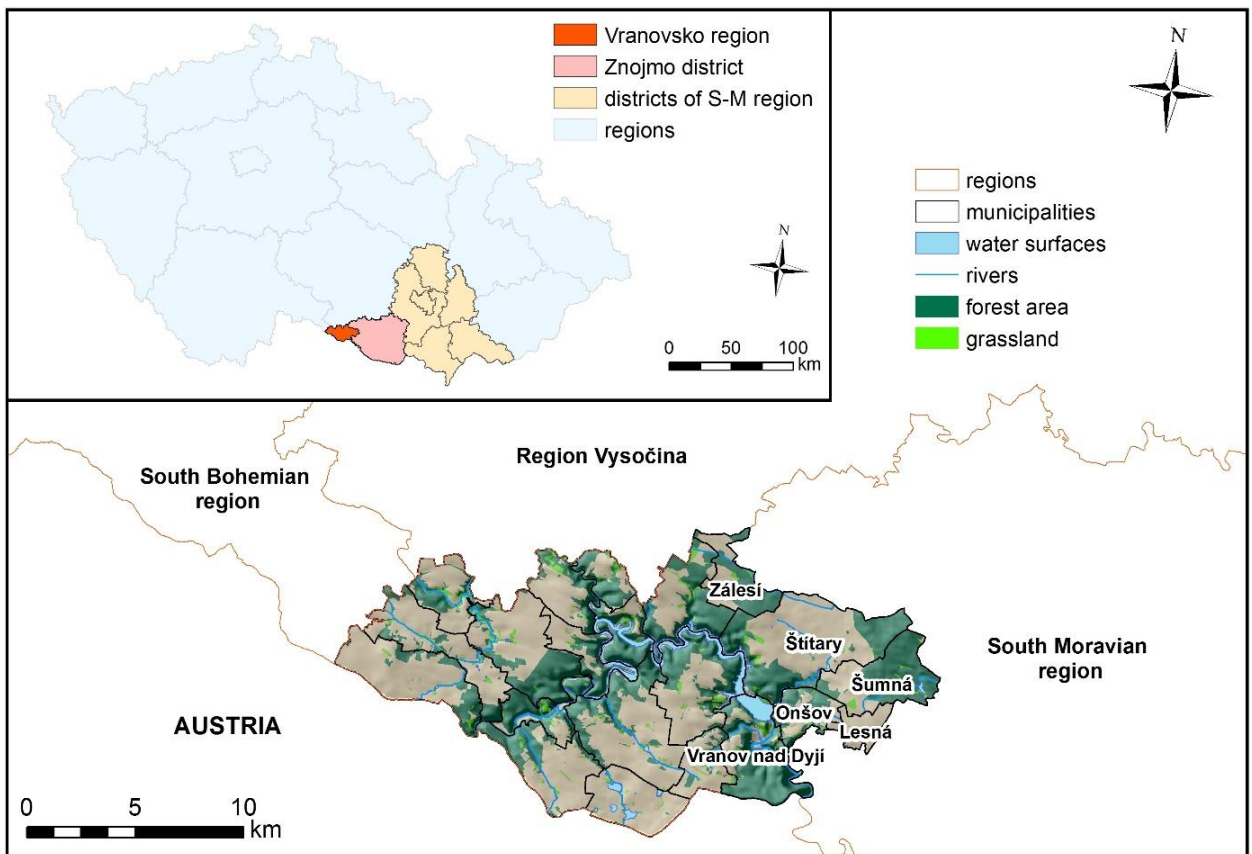 Vranovsko region
Znojmo district
districts of S-M region
regions
N
0 50 100
km
N
regions
municipalities
water surfaces
rivers
forest area
grassland
South Bohemian
region
Region Vysočina
Zálesí
Štítary
Šumná
Onšov
Lesná
Vranov nad Dyjí
South Moravian
region
AUSTRIA
0 5 10
km